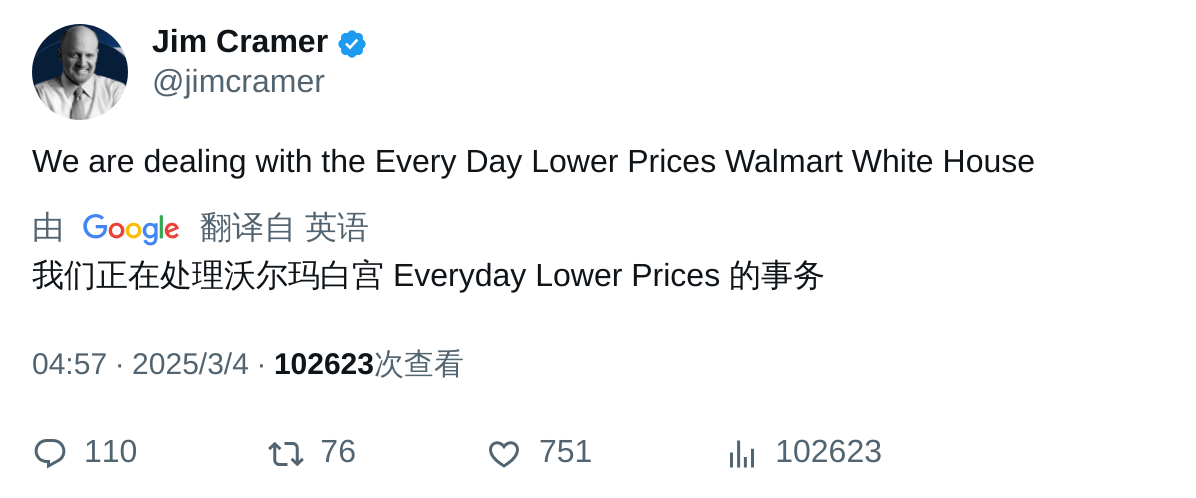 Jim Cramer
@jimcramer
We are dealing with the Every Day Lower Prices Walmart White House
由 Google 翻译自 英语
我们正在处理沃尔玛白宫 Everyday Lower Prices 的事务
04:57 · 2025/3/4 · 102623次查看
110 76 751 102623